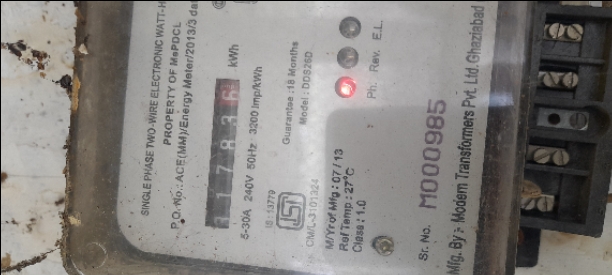 SINGLE PHASE TWO-WIRE ELECTRONIC WATT-H
PROPERTY OF MePDCL
P.O. No.: ACE(MM)/Energy Meter/2013/3 da
117836 kWh
5-30A 240V 50Hz 3200 Imp/kWh
Guarantee :18 Months
Model : DDS26D
IS : 13779
CM/L-3101324
M/Yr of Mfg : 07 / 13
Ref Temp : 27°C
Class : 1.0
Ph. Rev. E.L.
Sr. No. M000985
Mfg. By :- Modern Transformers Pvt. Ltd. Ghaziabad